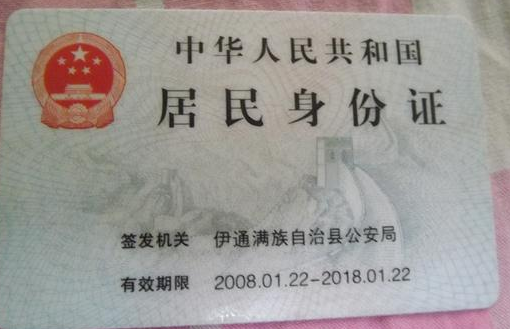 中华人民共和国
居民身份证
签发机关 伊通满族自治县公安局
有效期限 2008.01.22-2018.01.22